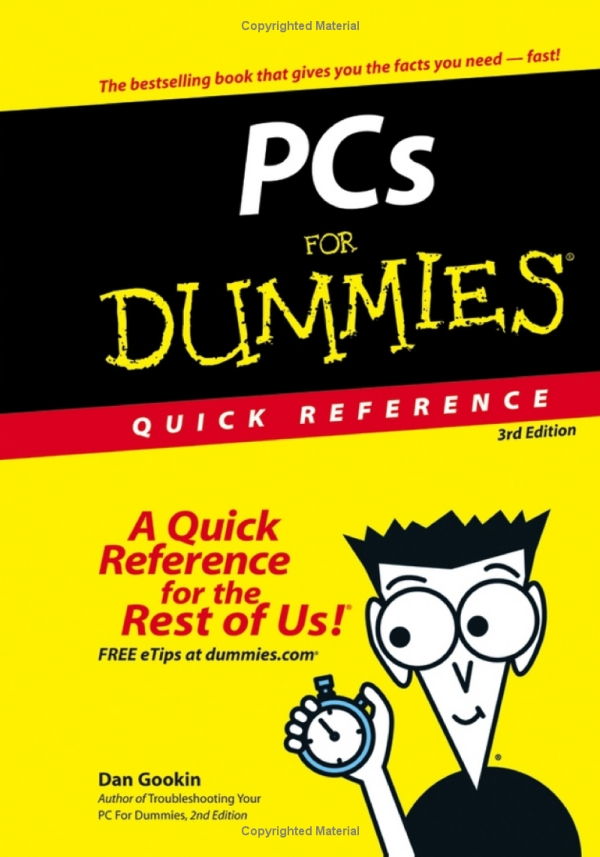 Copyrighted Material
The bestselling book that gives you the facts you need — fast!
PCs
FOR
DUMMIES®
QUICK REFERENCE
3rd Edition
A Quick
Reference
for the
Rest of Us!®
FREE eTips at dummies.com®
®
Dan Gookin
Author of Troubleshooting Your
PC For Dummies, 2nd Edition
Copyrighted Material